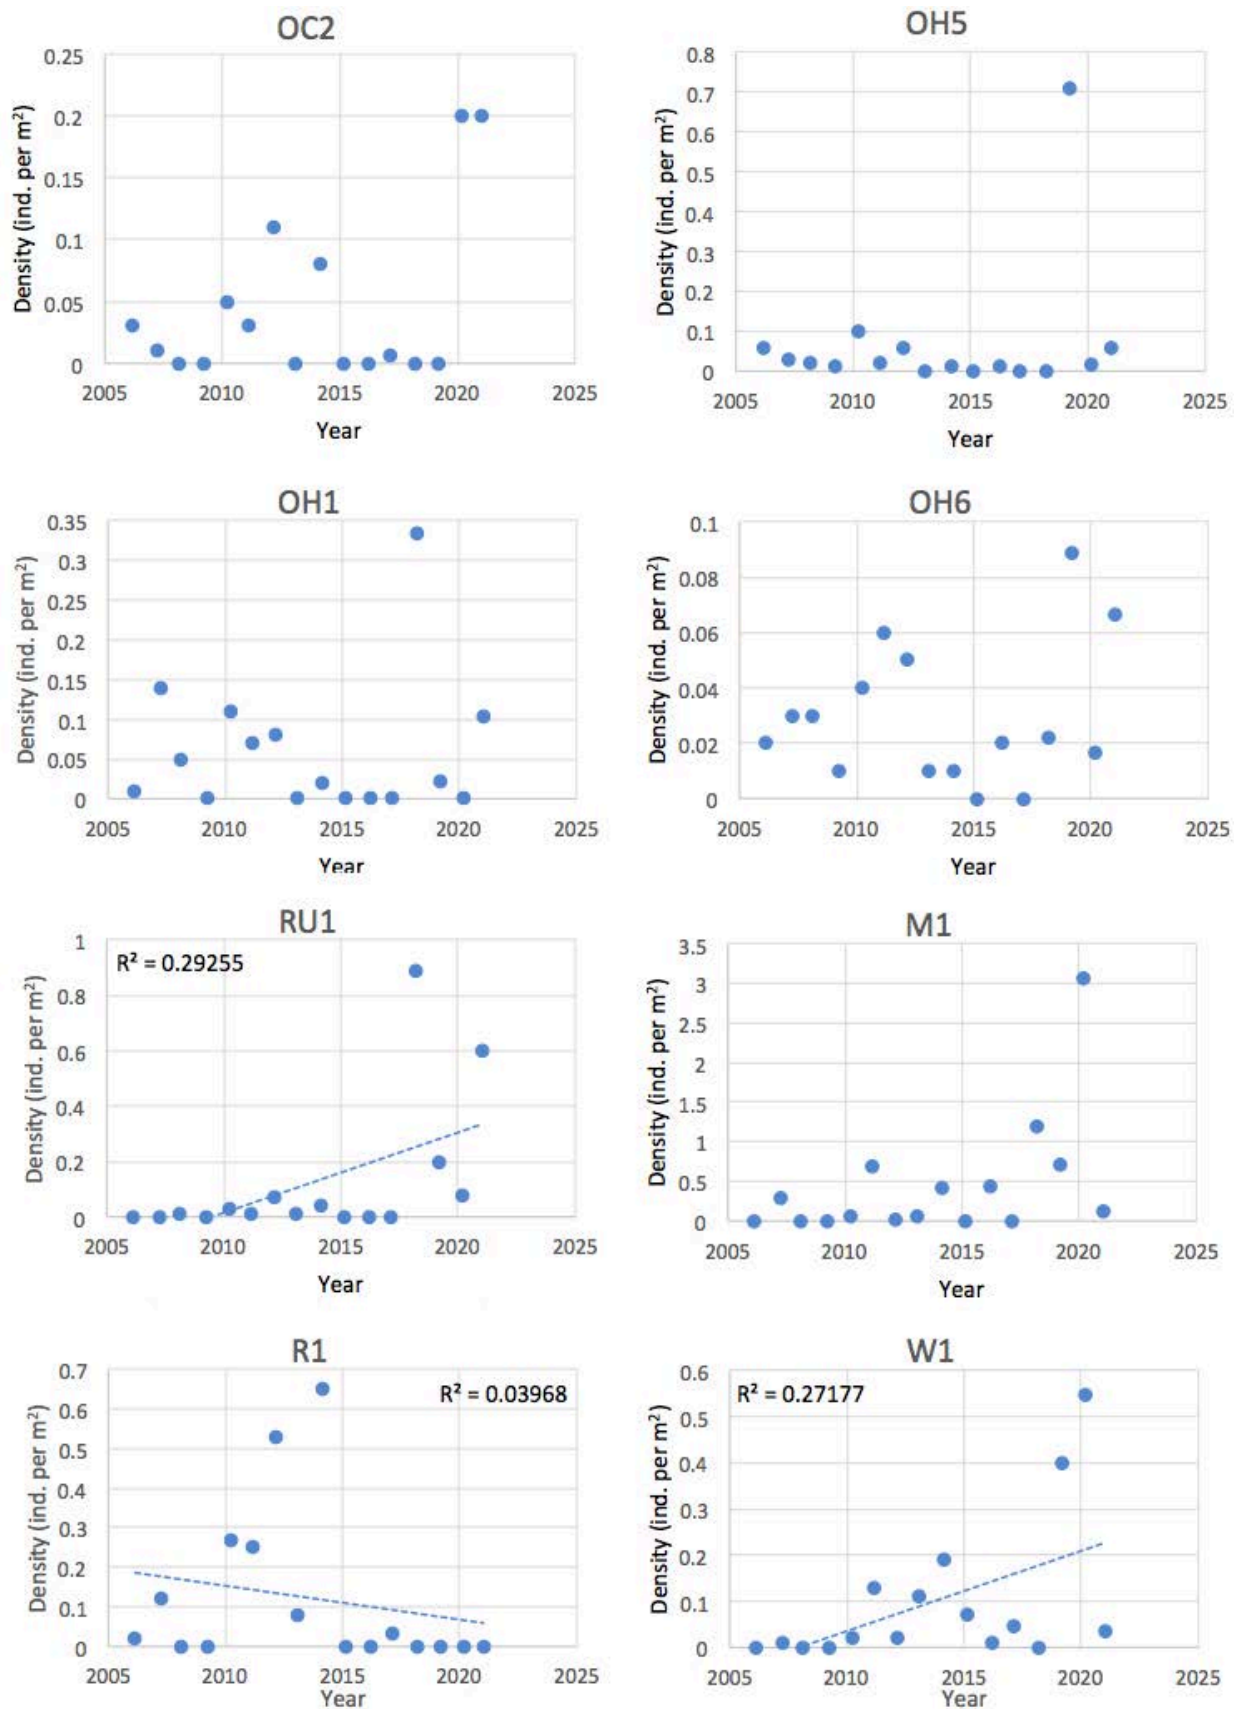 OC2
Density (ind. per m²)
0.25
0.2
0.15
0.1
0.05
0
2005 2010 2015 2020 2025
Year
OH5
Density (ind. per m²)
0.8
0.7
0.6
0.5
0.4
0.3
0.2
0.1
0
2005 2010 2015 2020 2025
Year
OH1
Density (ind. per m²)
0.35
0.3
0.25
0.2
0.15
0.1
0.05
0
2005 2010 2015 2020 2025
Year
OH6
Density (ind. per m²)
0.1
0.08
0.06
0.04
0.02
0
2005 2010 2015 2020 2025
Year
RU1
R² = 0.29255
Density (ind. per m²)
1
0.8
0.6
0.4
0.2
0
2005 2010 2015 2020 2025
Year
M1
Density (ind. per m²)
3.5
3
2.5
2
1.5
1
0.5
0
2005 2010 2015 2020 2025
Year
R1
R² = 0.03968
Density (ind. per m²)
0.7
0.6
0.5
0.4
0.3
0.2
0.1
0
2005 2010 2015 2020 2025
Year
W1
R² = 0.27177
Density (ind. per m²)
0.6
0.5
0.4
0.3
0.2
0.1
0
2005 2010 2015 2020 2025
Year